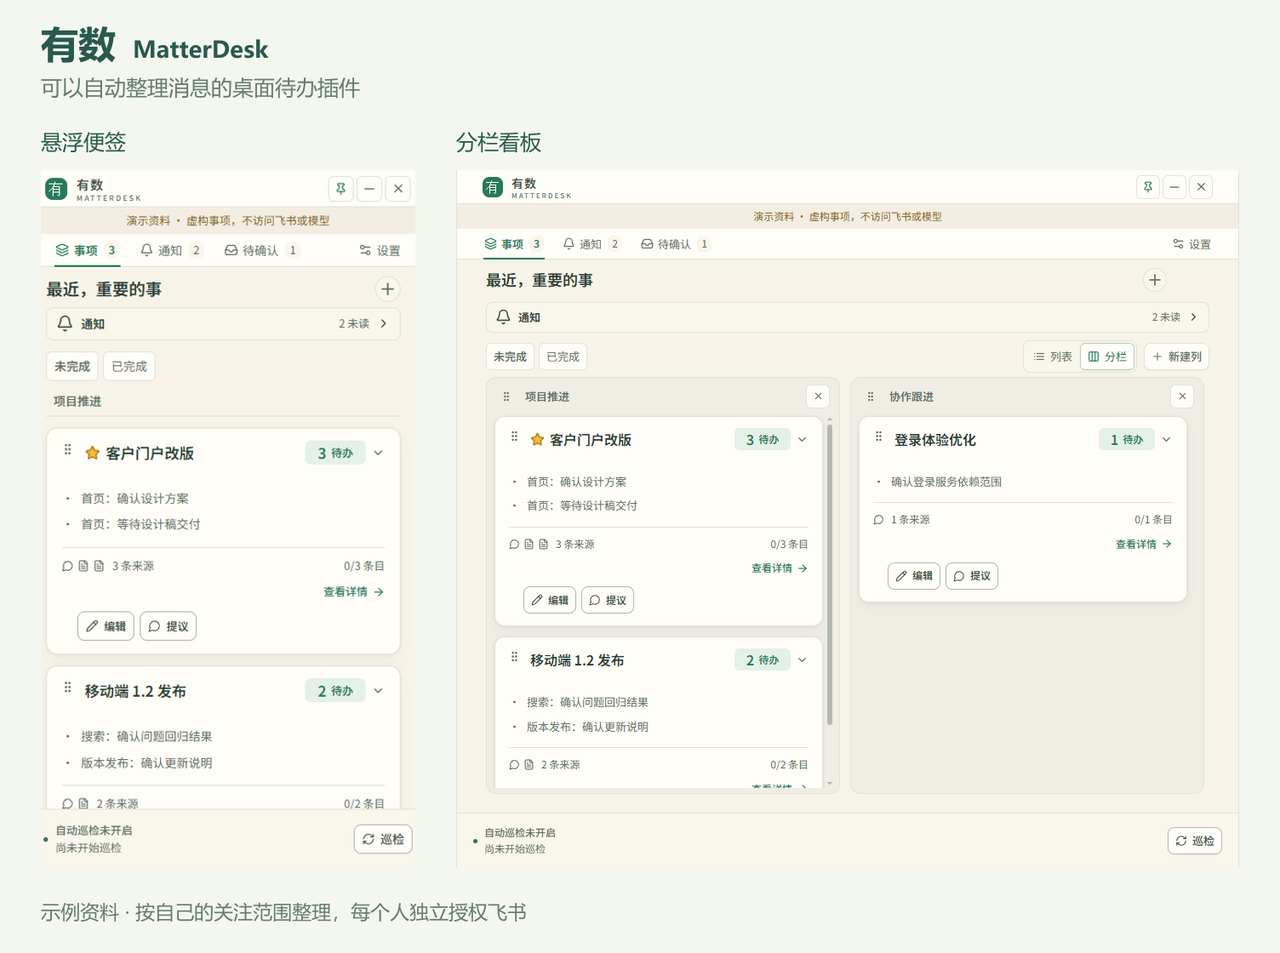 有数 MatterDesk
可以自动整理消息的桌面待办插件
悬浮便签
有 有数
MATTERDESK
演示资料 · 虚构事项，不访问飞书或模型
事项 3 通知 2 待确认 1 设置
最近，重要的事
通知 2 未读
未完成 已完成
项目推进
客户门户改版 3 待办
· 首页：确认设计方案
· 首页：等待设计稿交付
3 条来源 0/3 条目
查看详情 →
编辑 提议
移动端 1.2 发布 2 待办
· 搜索：确认问题回归结果
· 版本发布：确认更新说明
2 条来源 0/2 条目
自动巡检未开启
尚未开始巡检
巡检
分栏看板
有 有数
MATTERDESK
演示资料 · 虚构事项，不访问飞书或模型
事项 3 通知 2 待确认 1 设置
最近，重要的事
通知 2 未读
未完成 已完成 列表 分栏 新建列
项目推进
客户门户改版 3 待办
· 首页：确认设计方案
· 首页：等待设计稿交付
3 条来源 0/3 条目
查看详情 →
编辑 提议
移动端 1.2 发布 2 待办
· 搜索：确认问题回归结果
· 版本发布：确认更新说明
2 条来源 0/2 条目
查看详情
协作跟进
登录体验优化 1 待办
· 确认登录服务依赖范围
1 条来源 0/1 条目
查看详情 →
编辑 提议
自动巡检未开启
尚未开始巡检
巡检
示例资料 · 按自己的关注范围整理，每个人独立授权飞书